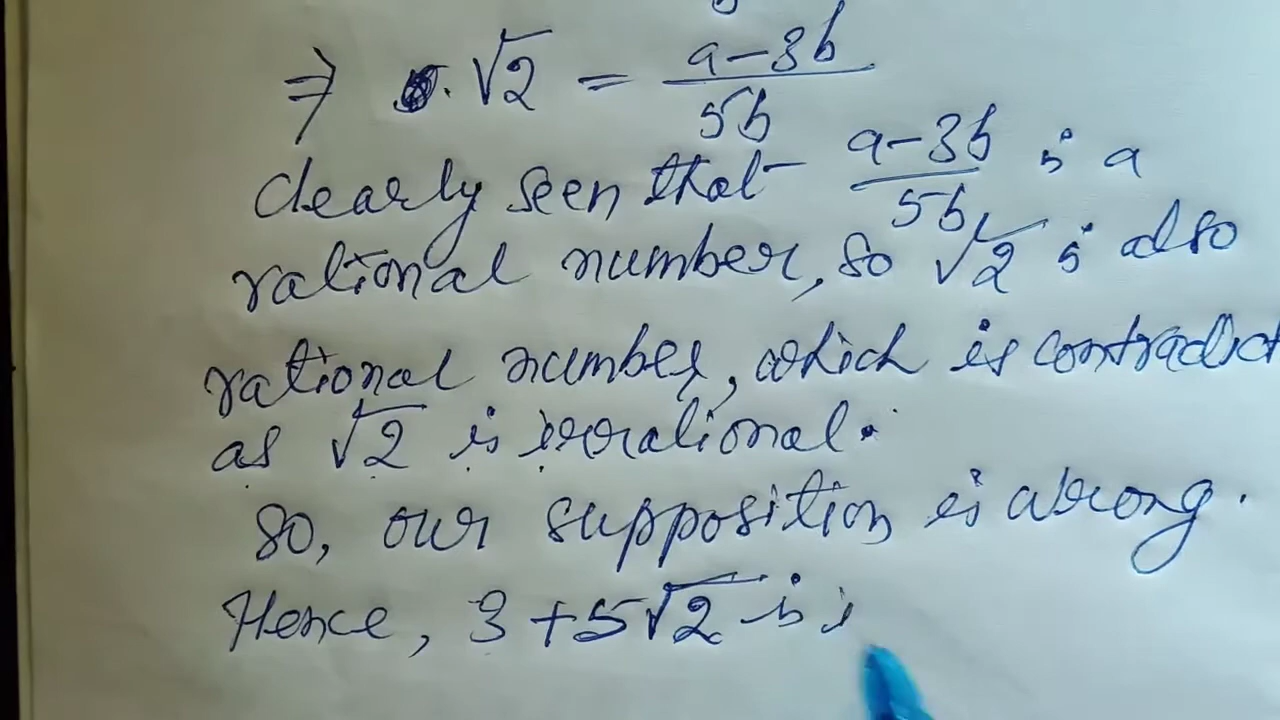 ⇒ √2 = (a-3b)/(5b)
clearly seen that (a-3b)/(5b) is a
rational number, so √2 is also
rational number, which is contradict
as √2 is irrational.
So, our supposition is wrong.
Hence, 3+5√2 is i